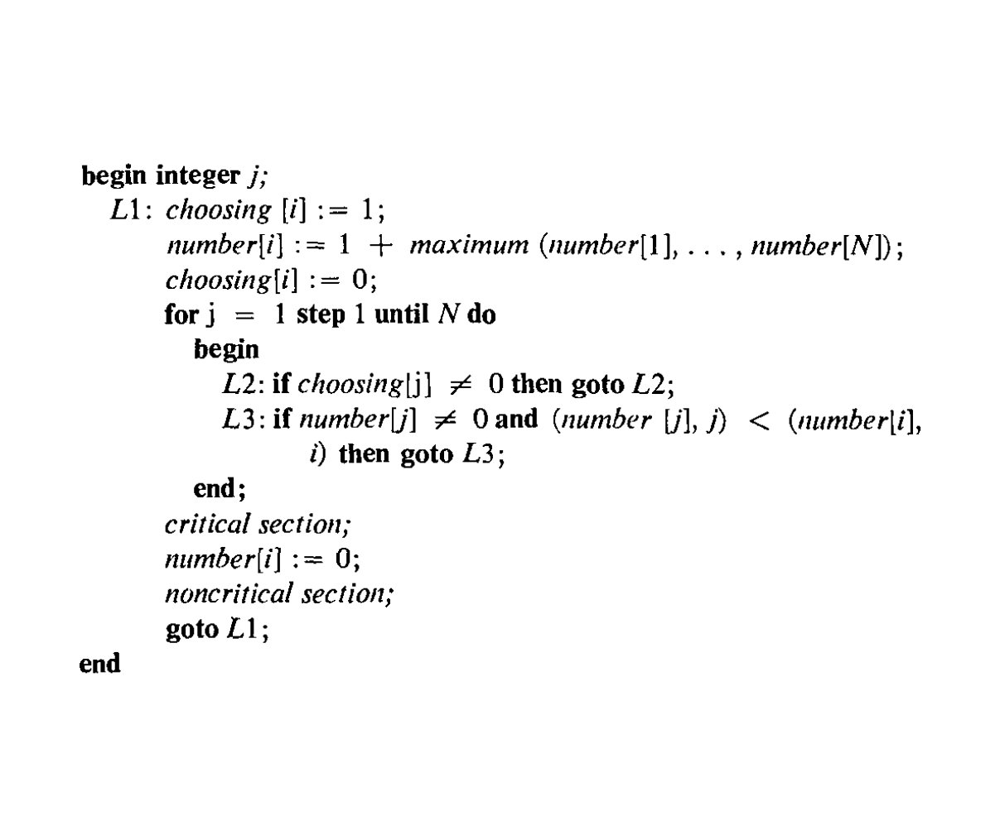 begin integer j;
L1: choosing [i] := 1;
number[i] := 1 + maximum (number[1], . . . , number[N]);
choosing[i] := 0;
for j = 1 step 1 until N do
begin
L2: if choosing[j] ≠ 0 then goto L2;
L3: if number[j] ≠ 0 and (number [j], j) < (number[i],
i) then goto L3;
end;
critical section;
number[i] := 0;
noncritical section;
goto L1;
end